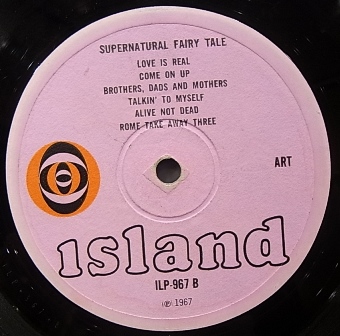 SUPERNATURAL FAIRY TALE
LOVE IS REAL
COME ON UP
BROTHERS, DADS AND MOTHERS
TALKIN' TO MYSELF
ALIVE NOT DEAD
ROME TAKE AWAY THREE
ART
island
ILP-967 B
℗ 1967